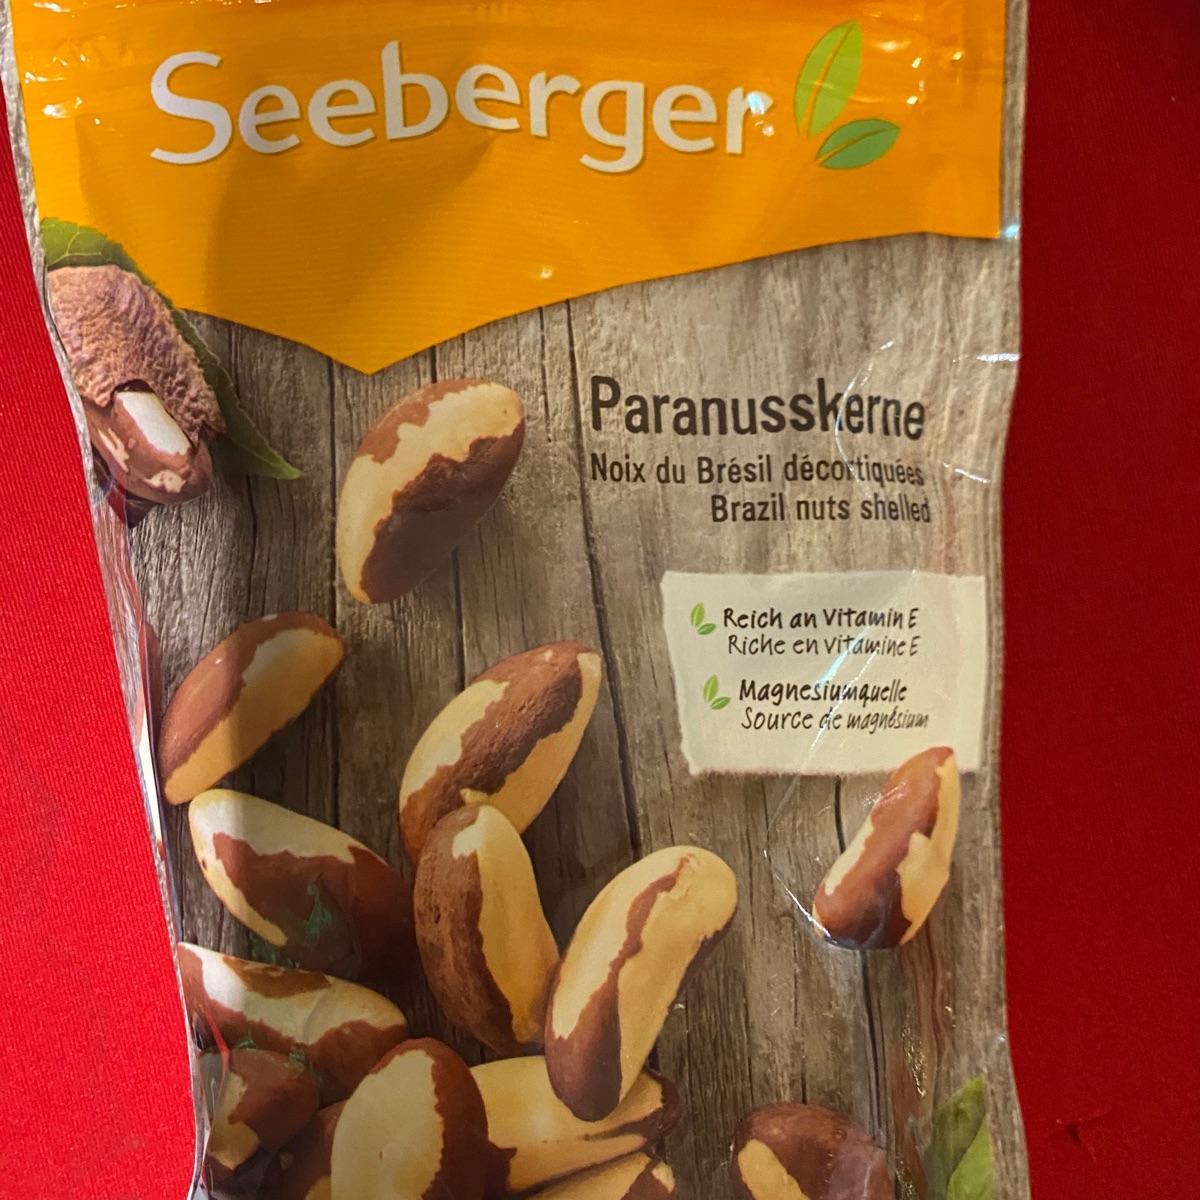 Seeberger
Paranusskerne
Noix du Brésil décortiquées
Brazil nuts shelled
Reich an Vitamin E
Riche en vitamine E
Magnesiumquelle
Source de magnésium